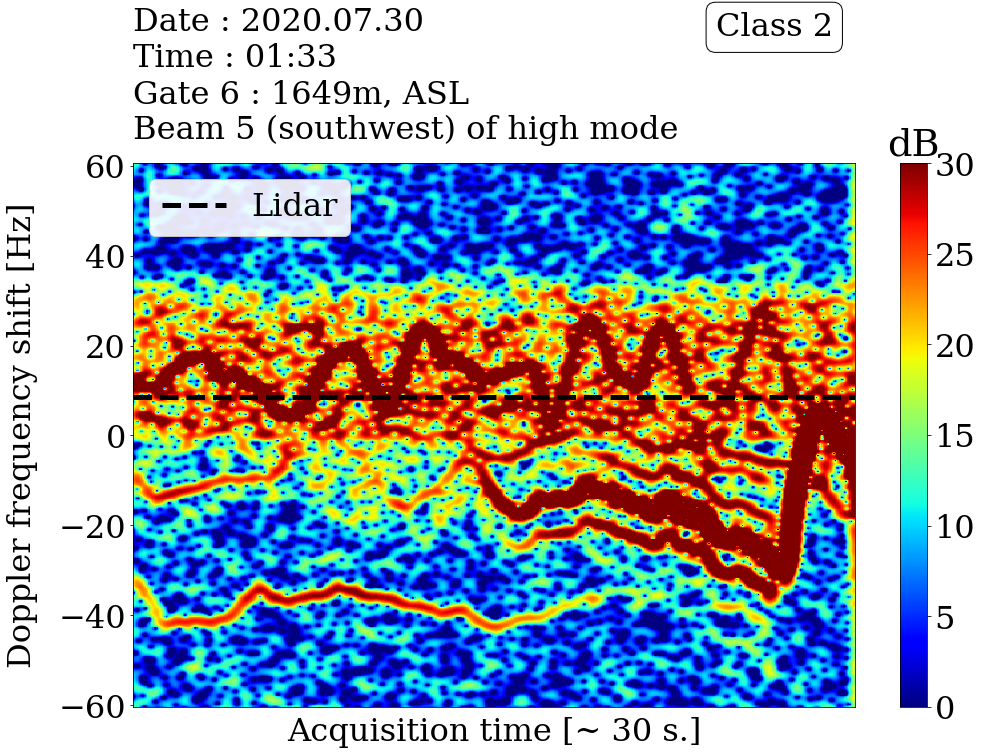 Date : 2020.07.30
Time : 01:33
Gate 6 : 1649m, ASL
Beam 5 (southwest) of high mode
Class 2
dB
Lidar
Doppler frequency shift [Hz]
60
40
20
0
−20
−40
−60
Acquisition time [~ 30 s.]
30
25
20
15
10
5
0